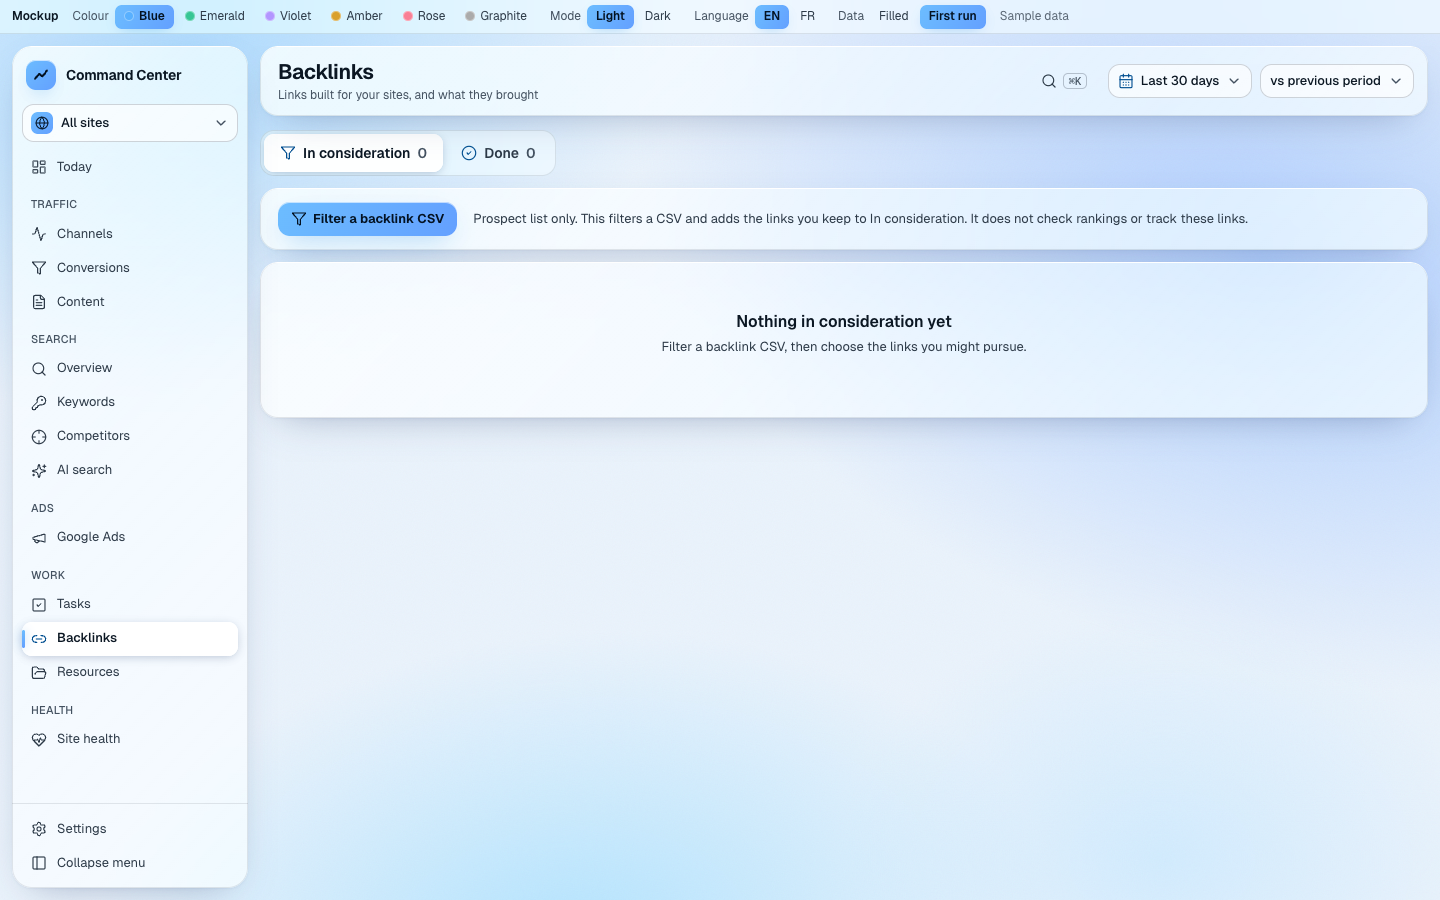 Mockup Colour Blue Emerald Violet Amber Rose Graphite Mode Light Dark Language EN FR Data Filled First run Sample data
Command Center
All sites
Today
TRAFFIC
Channels
Conversions
Content
SEARCH
Overview
Keywords
Competitors
AI search
ADS
Google Ads
WORK
Tasks
Backlinks
Resources
HEALTH
Site health
Settings
Collapse menu
Backlinks
Links built for your sites, and what they brought
⌘K
Last 30 days
vs previous period
In consideration 0
Done 0
Filter a backlink CSV
Prospect list only. This filters a CSV and adds the links you keep to In consideration. It does not check rankings or track these links.
Nothing in consideration yet
Filter a backlink CSV, then choose the links you might pursue.